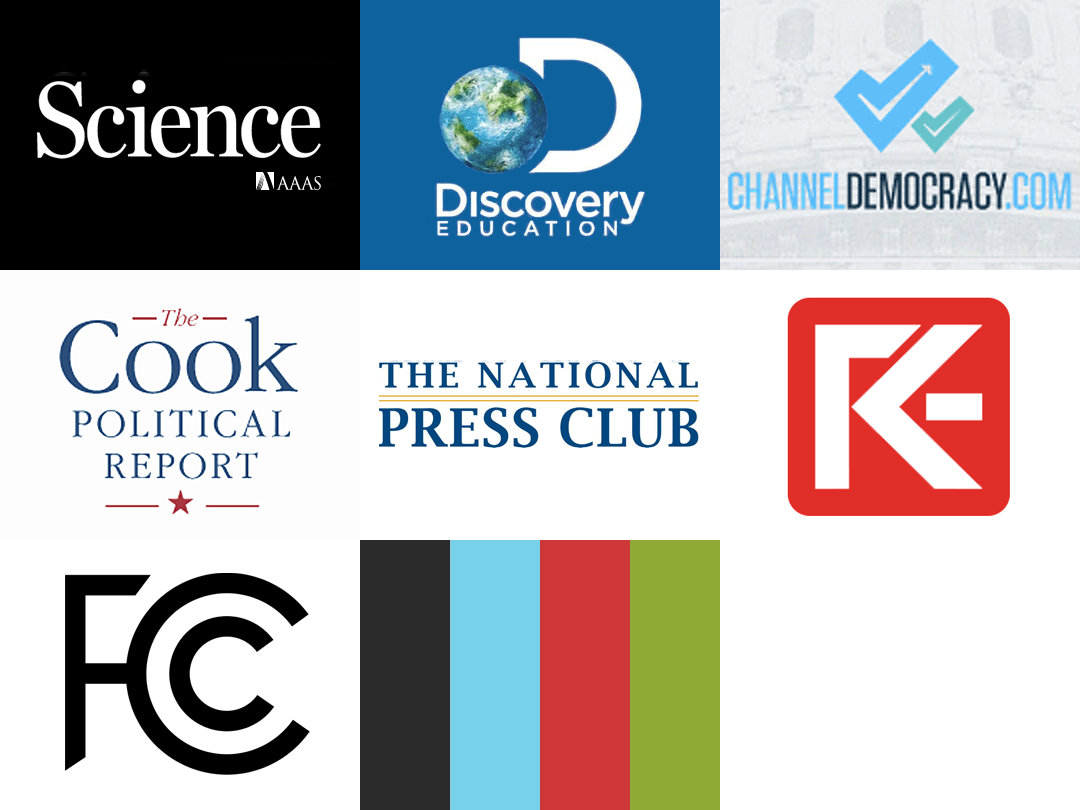 Science
AAAS
Discovery
EDUCATION
CHANNELDEMOCRACY.COM
The
Cook
POLITICAL
REPORT
THE NATIONAL
PRESS CLUB
FCC